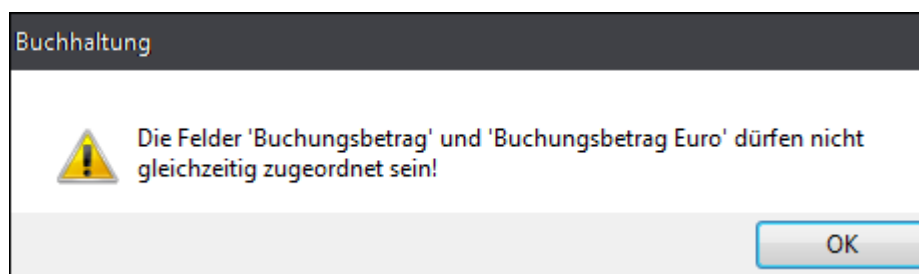 Buchhaltung
Die Felder 'Buchungsbetrag' und 'Buchungsbetrag Euro' dürfen nicht
gleichzeitig zugeordnet sein!
OK